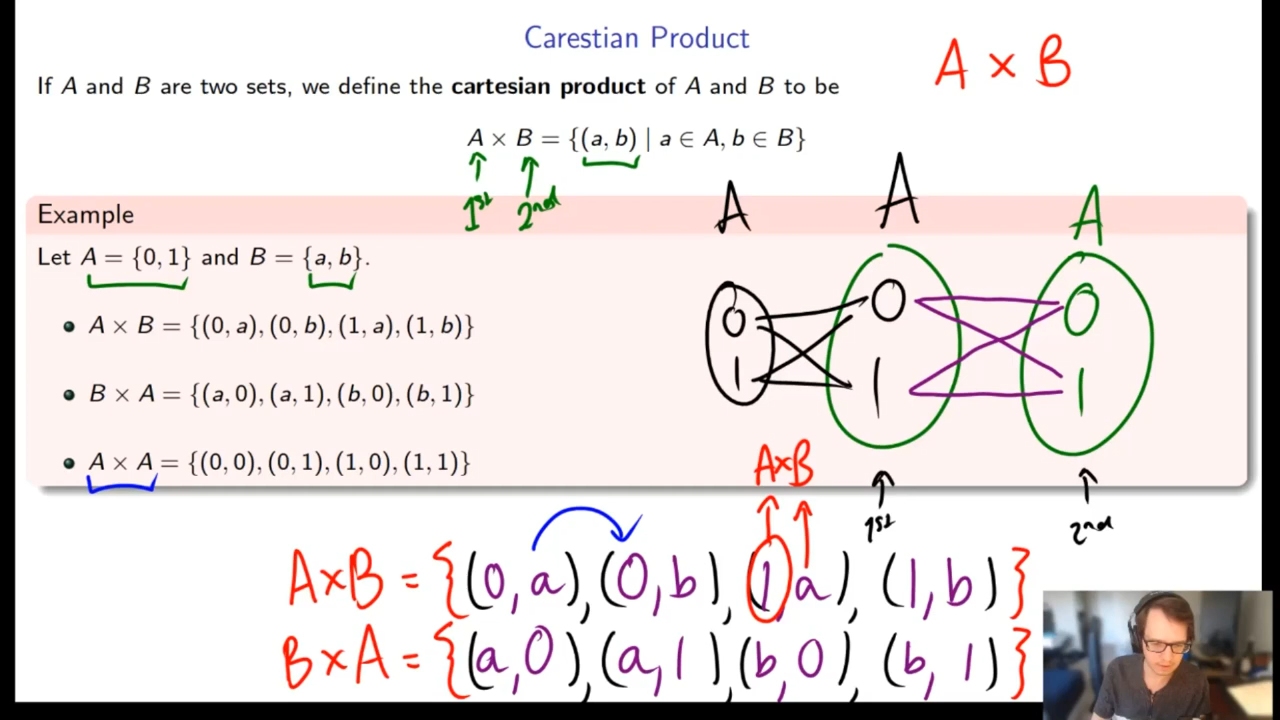 Carestian Product
A × B
If A and B are two sets, we define the cartesian product of A and B to be
A × B = {(a, b) | a ∈ A, b ∈ B}
1st 2nd
A A A
Example
Let A = {0, 1} and B = {a, b}.
0 0 0
A × B = {(0, a), (0, b), (1, a), (1, b)}
1 1 1
B × A = {(a, 0), (a, 1), (b, 0), (b, 1)}
A × A = {(0, 0), (0, 1), (1, 0), (1, 1)}
A×B
1st 2nd
A×B = {(0, a), (0, b), (1, a), (1, b)}
B×A = {(a, 0), (a, 1), (b, 0), (b, 1)}